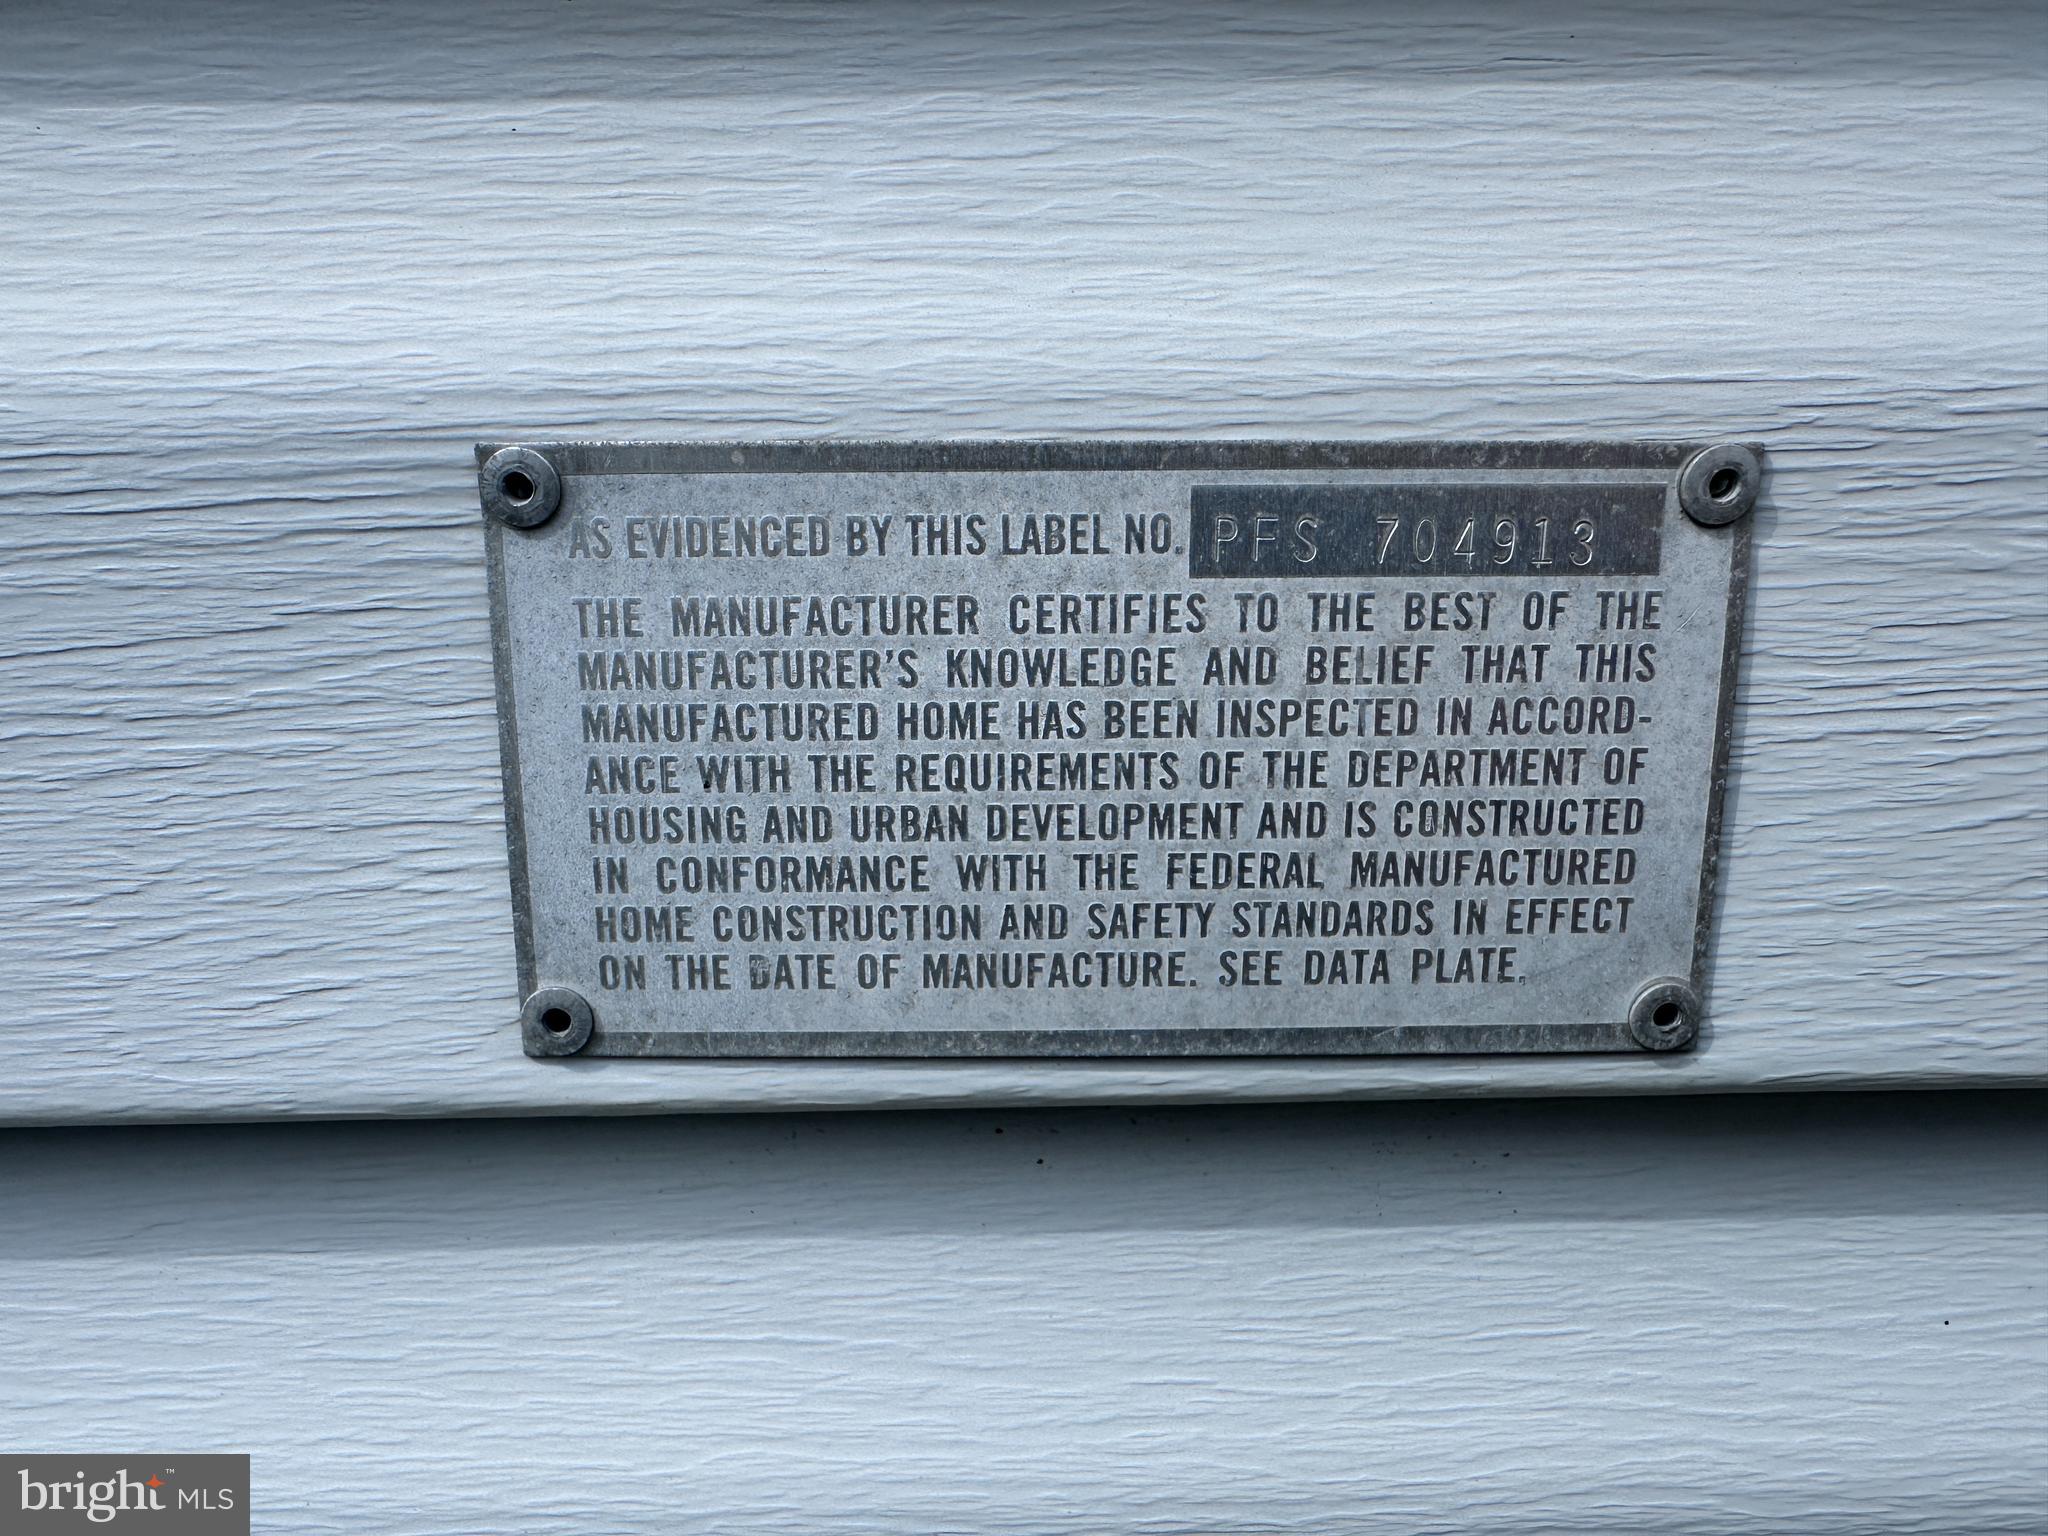 AS EVIDENCED BY THIS LABEL NO. PFS 704913
THE MANUFACTURER CERTIFIES TO THE BEST OF THE
MANUFACTURER'S KNOWLEDGE AND BELIEF THAT THIS
MANUFACTURED HOME HAS BEEN INSPECTED IN ACCORD-
ANCE WITH THE REQUIREMENTS OF THE DEPARTMENT OF
HOUSING AND URBAN DEVELOPMENT AND IS CONSTRUCTED
IN CONFORMANCE WITH THE FEDERAL MANUFACTURED
HOME CONSTRUCTION AND SAFETY STANDARDS IN EFFECT
ON THE DATE OF MANUFACTURE. SEE DATA PLATE.
bright™ MLS